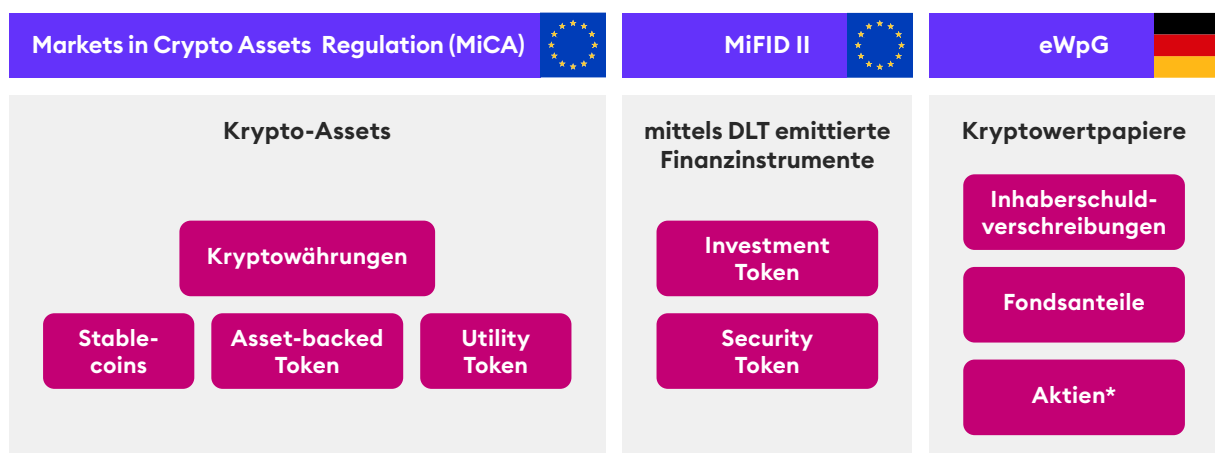 Markets in Crypto Assets Regulation (MiCA)
MiFID II
eWpG
Krypto-Assets
Kryptowährungen
Stable-
coins
Asset-backed
Token
Utility
Token
mittels DLT emittierte
Finanzinstrumente
Investment
Token
Security
Token
Kryptowertpapiere
Inhaberschuld-
verschreibungen
Fondsanteile
Aktien*